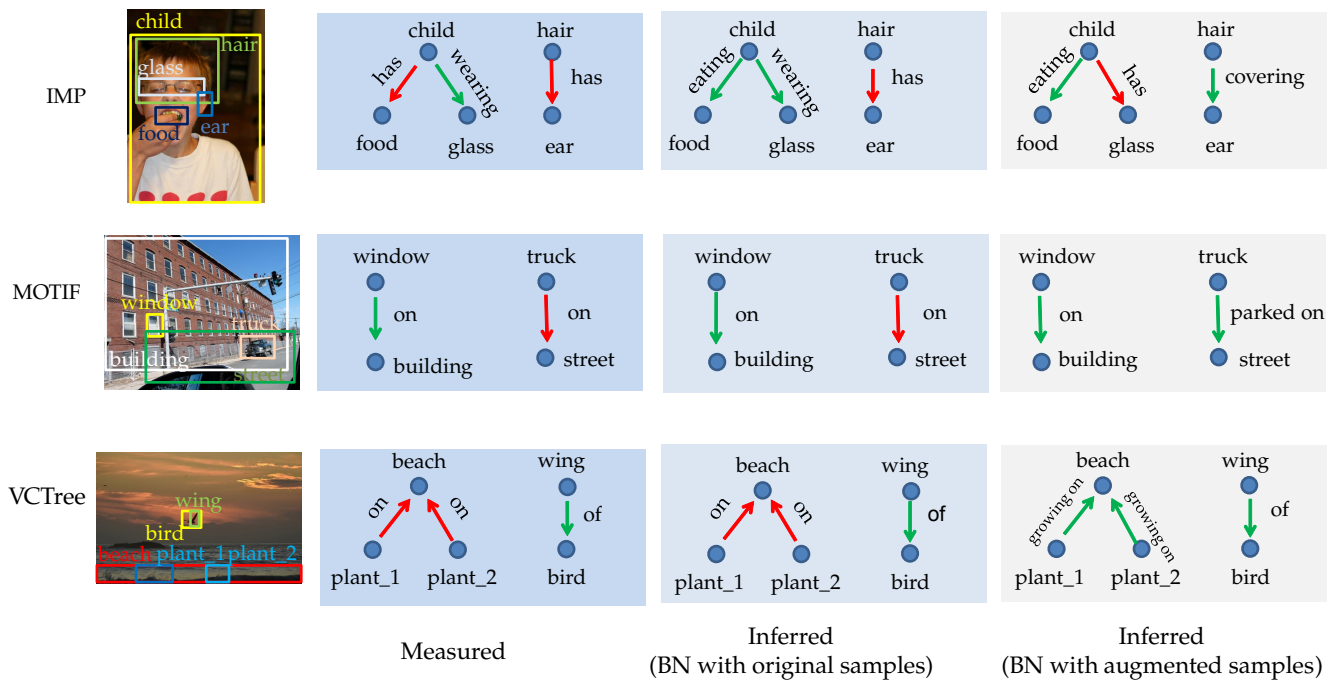 IMP
child
hair
glass
food
ear
child
has
wearing
food
glass
hair
has
ear
child
eating
wearing
food
glass
hair
has
ear
child
eating
has
food
glass
hair
covering
ear
MOTIF
window
truck
building
street
window
on
building
truck
on
street
window
on
building
truck
on
street
window
on
building
truck
parked on
street
VCTree
wing
bird
beach
plant_1
plant_2
beach
on
on
plant_1
plant_2
wing
of
bird
beach
on
on
plant_1
plant_2
wing
of
bird
beach
growing on
growing on
plant_1
plant_2
wing
of
bird
Measured
Inferred
(BN with original samples)
Inferred
(BN with augmented samples)